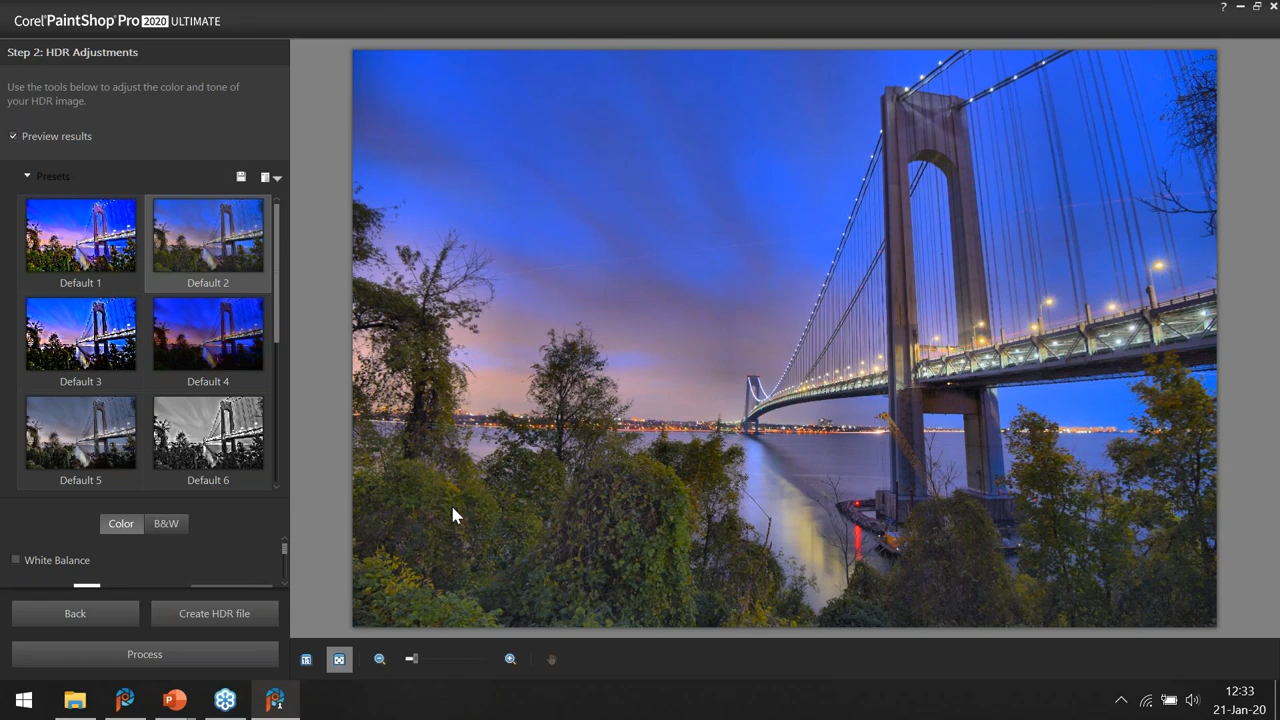 Corel PaintShop Pro 2020 ULTIMATE
?
Step 2: HDR Adjustments
Use the tools below to adjust the color and tone of
your HDR image.
Preview results
Presets
Default 1
Default 2
Default 3
Default 4
Default 5
Default 6
Color
B&W
White Balance
Back
Create HDR file
Process
12:33
21-Jan-20